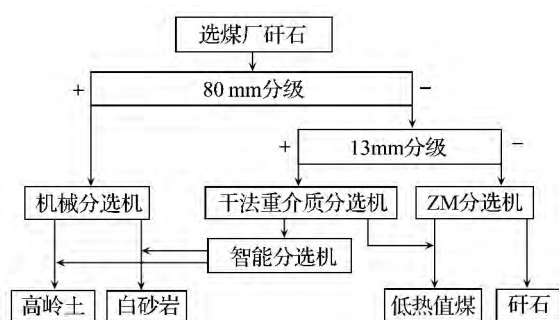 选煤厂矸石
+ 80 mm分级 −
+ 13mm分级 −
机械分选机 干法重介质分选机 ZM分选机
智能分选机
高岭土 白砂岩 低热值煤 矸石